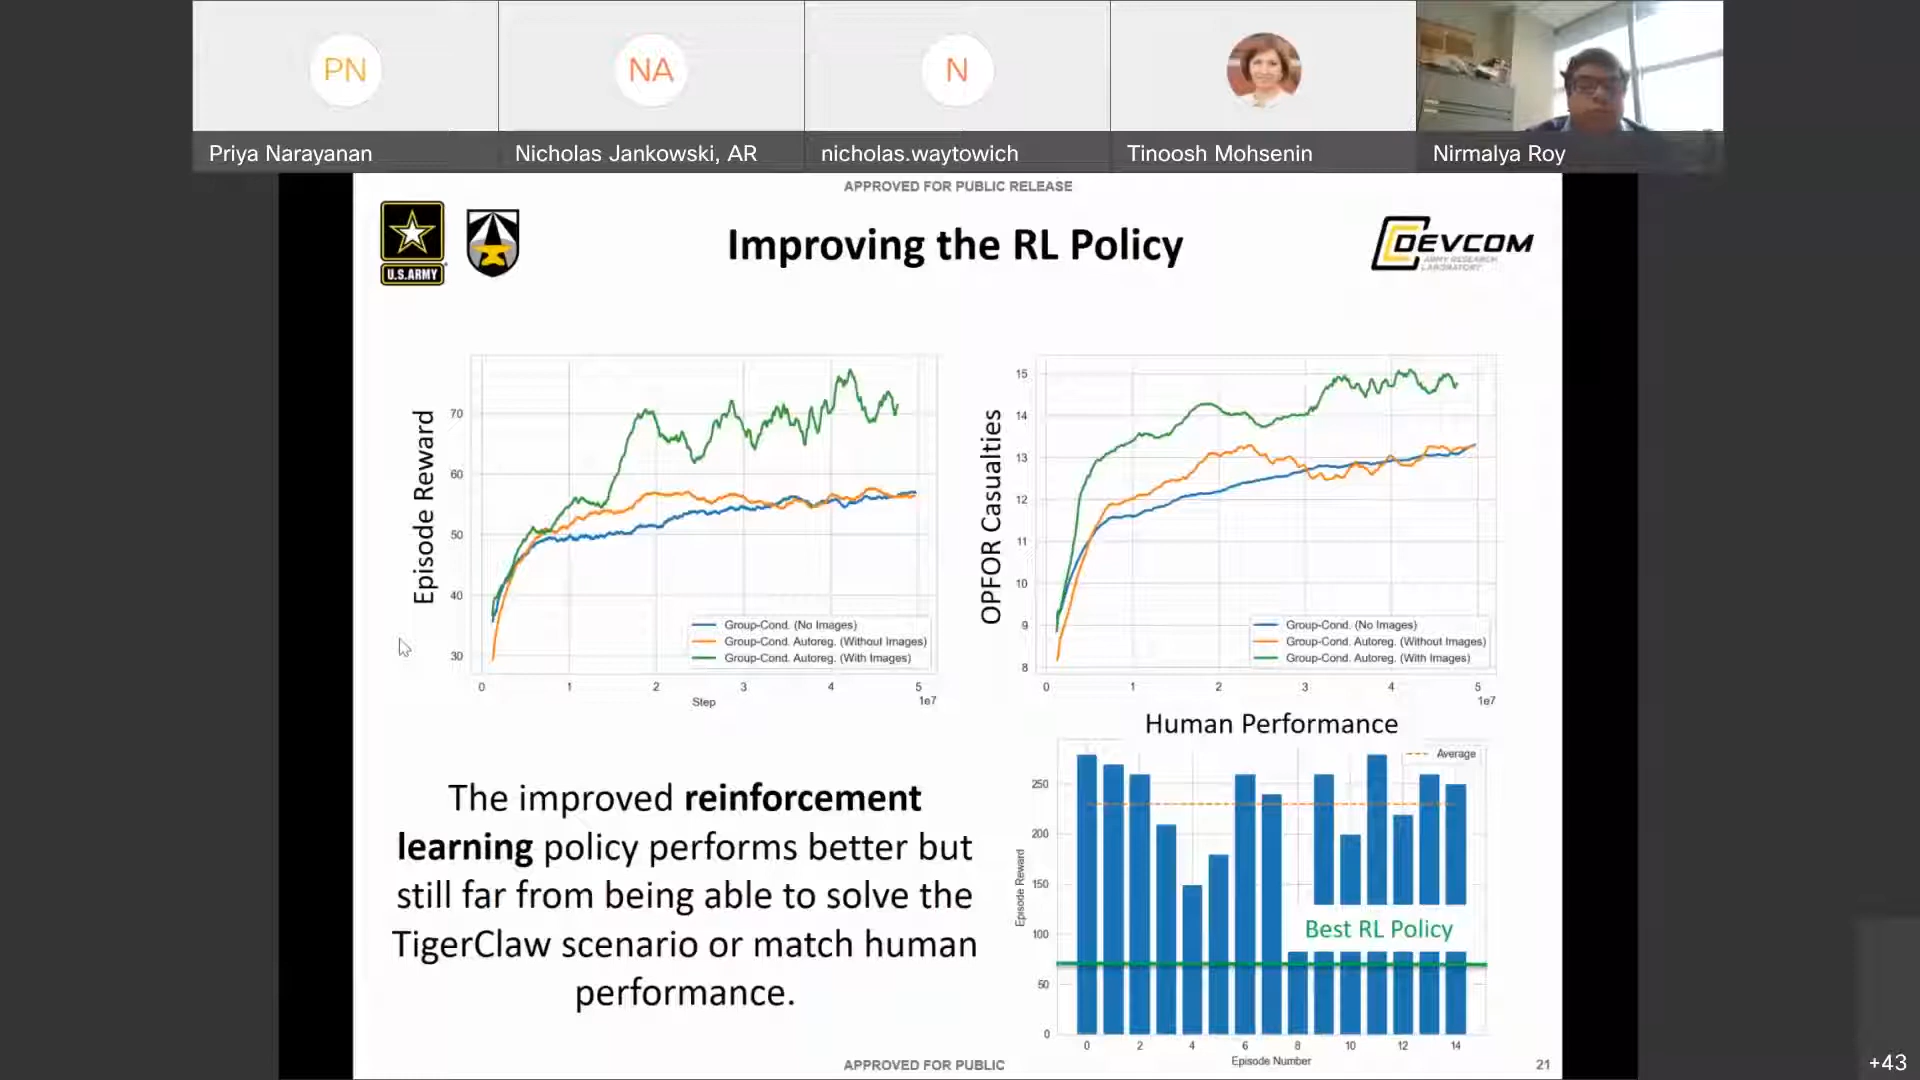 PN
NA
N
Priya Narayanan
Nicholas Jankowski, AR
nicholas.waytowich
Tinoosh Mohsenin
Nirmalya Roy
APPROVED FOR PUBLIC RELEASE
U.S.ARMY
Improving the RL Policy
DEVCOM
ARMY RESEARCH
LABORATORY
Episode Reward
70
60
50
40
30
Group-Cond. (No Images)
Group-Cond. Autoreg. (Without Images)
Group-Cond. Autoreg. (With Images)
0 1 2 3 4 5
1e7
Step
OPFOR Casualties
15
14
13
12
11
10
9
8
Group-Cond. (No Images)
Group-Cond. Autoreg. (Without Images)
Group-Cond. Autoreg. (With Images)
0 1 2 3 4 5
1e7
The improved reinforcement
learning policy performs better but
still far from being able to solve the
TigerClaw scenario or match human
performance.
Human Performance
Average
Episode Reward
250
200
150
100
50
0
Best RL Policy
0 2 4 6 8 10 12 14
Episode Number
APPROVED FOR PUBLIC
21
+43